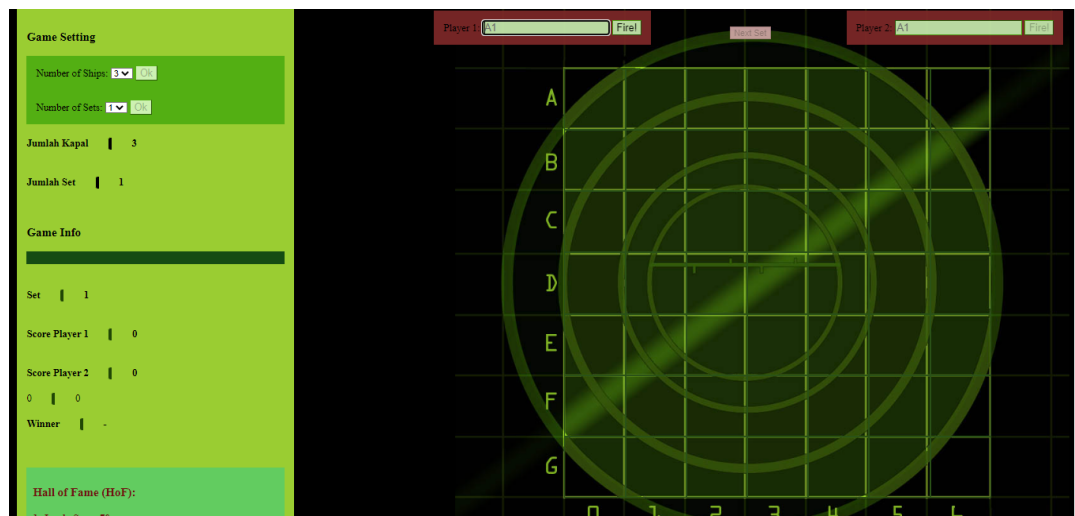 Game Setting
Number of Ships: 3 Ok
Number of Sets: 1 Ok
Jumlah Kapal 3
Jumlah Set 1
Game Info
Set 1
Score Player 1 0
Score Player 2 0
0 0
Winner -
Hall of Fame (HoF):
Player 1: A1 Fire!
Next Set
Player 2: A1 Fire!
A
B
C
D
E
F
G
0 1 2 3 4 5 6